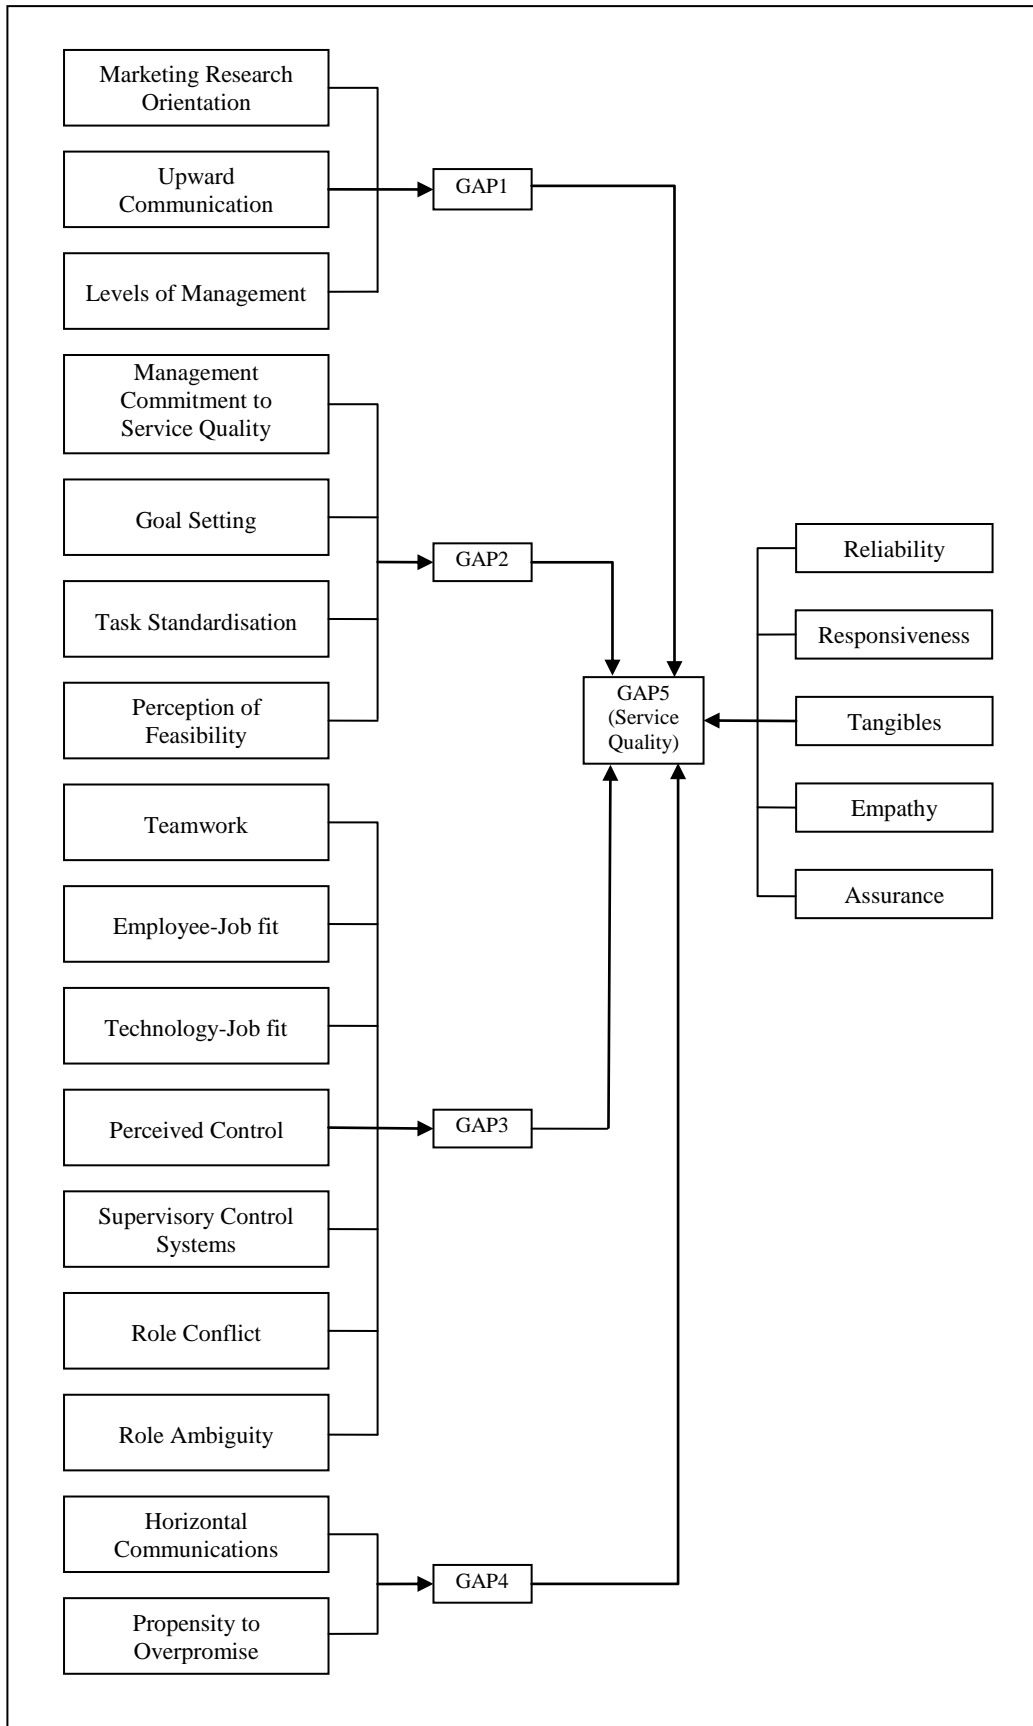 Marketing Research
Orientation
Upward
Communication
Levels of Management
Management
Commitment to
Service Quality
Goal Setting
Task Standardisation
Perception of
Feasibility
Teamwork
Employee-Job fit
Technology-Job fit
Perceived Control
Supervisory Control
Systems
Role Conflict
Role Ambiguity
Horizontal
Communications
Propensity to
Overpromise
GAP1
GAP2
GAP3
GAP4
GAP5
(Service
Quality)
Reliability
Responsiveness
Tangibles
Empathy
Assurance